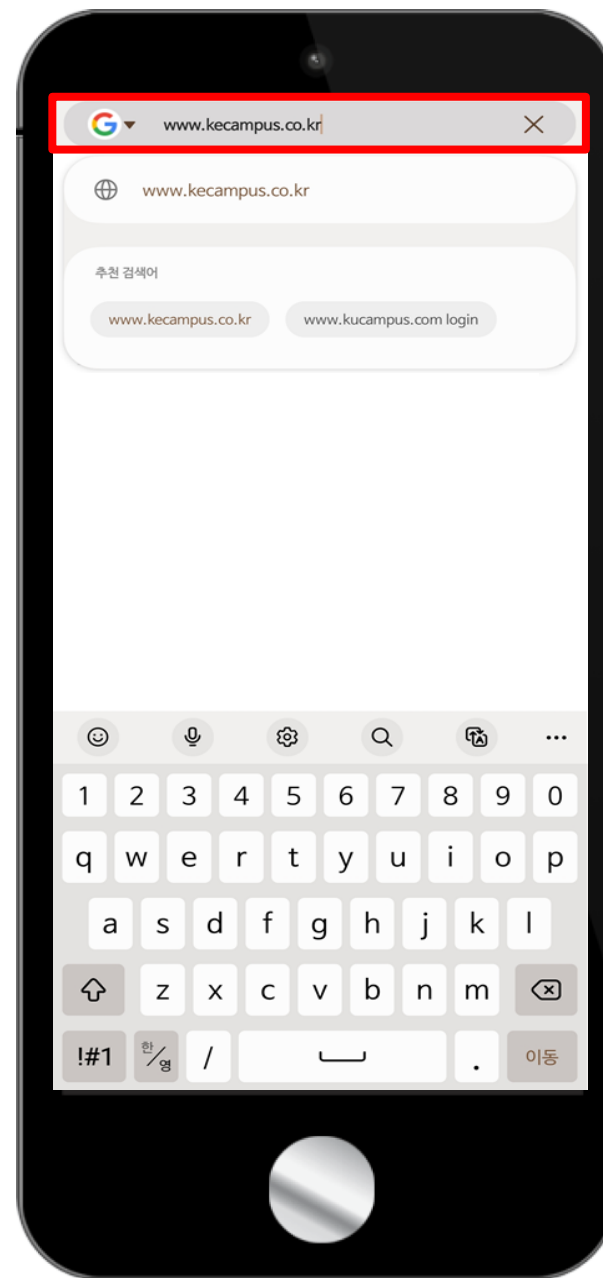 www.kecampus.co.kr
www.kecampus.co.kr
추천 검색어
www.kecampus.co.kr www.kucampus.com login
1 2 3 4 5 6 7 8 9 0
q w e r t y u i o p
a s d f g h j k l
z x c v b n m
!#1 한/영 / . 이동